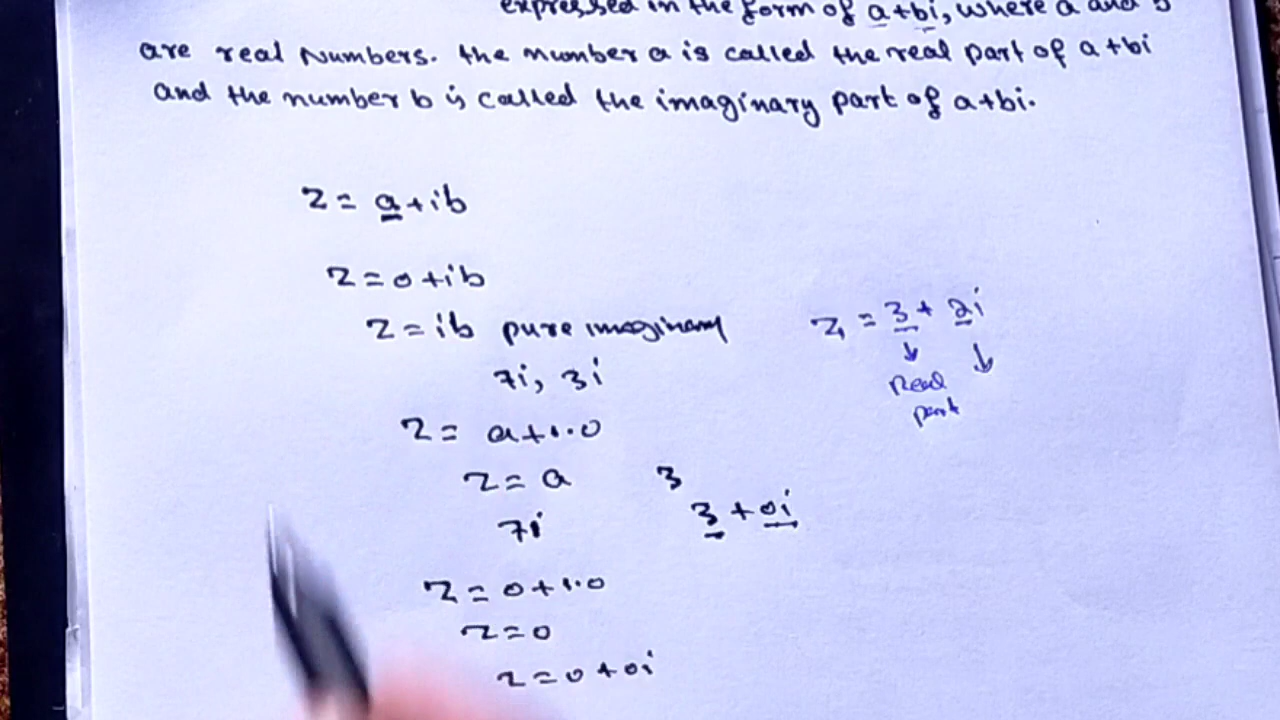 expressed in the form of a+bi, where a and b
are real numbers. the number a is called the real part of a+bi
and the number b is called the imaginary part of a+bi.
z = a+ib
z = 0+ib
z = ib pure imaginary
7i, 3i
z₁ = 3 + 2i
↓ ↓
Real
part
z = a+i.0
z = a 3
7i 3 + 0i
z = 0+i.0
z = 0
z = 0+0i